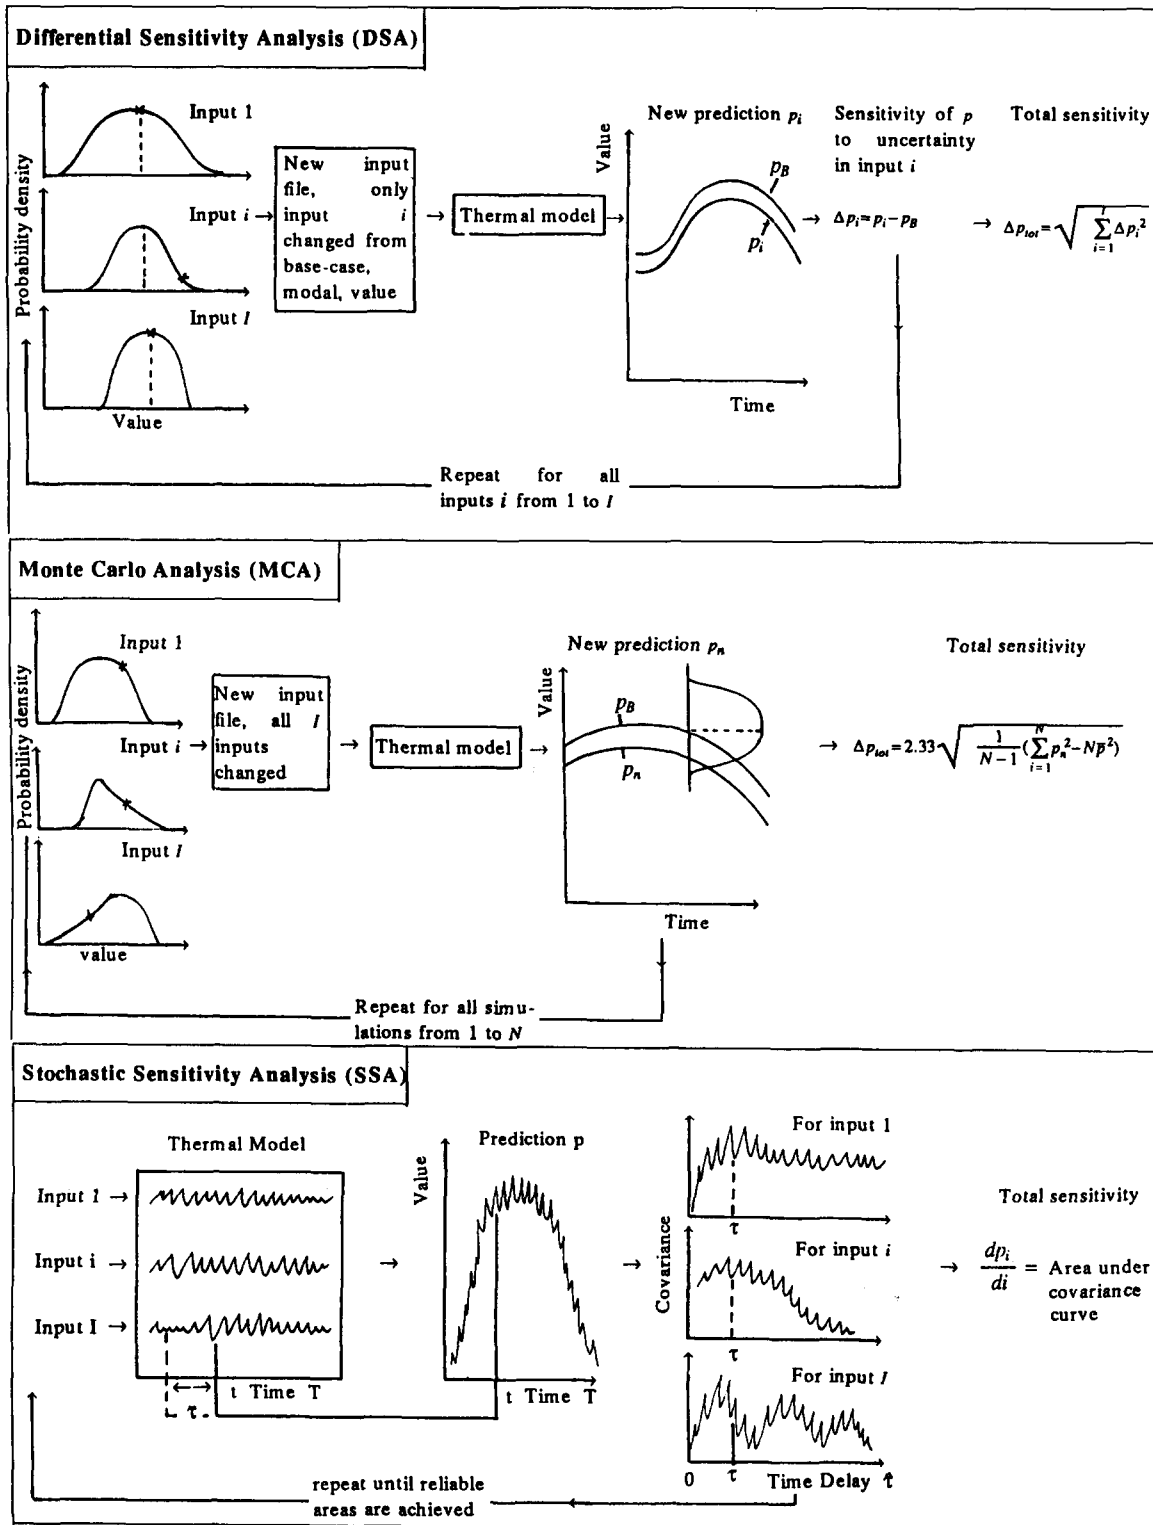 Differential Sensitivity Analysis (DSA)
Probability density
Input 1
Input i →
Input I
Value
New input
file, only
input i
changed from
base-case,
modal, value
→ Thermal model →
New prediction pᵢ
Value
p_B
pᵢ
Time
Sensitivity of p
to uncertainty
in input i
→ Δpᵢ=pᵢ−p_B
Total sensitivity
→ Δp_tot=√∑_{i=1}^{I}Δpᵢ²
Repeat for all
inputs i from 1 to I
Monte Carlo Analysis (MCA)
Probability density
Input 1
Input i →
Input I
value
New input
file, all I
inputs
changed
→ Thermal model →
New prediction pₙ
Value
p_B
pₙ
Time
Total sensitivity
→ Δp_tot=2.33√1/(N−1)(∑_{i=1}^{N}pₙ²−Np̄²)
Repeat for all simu-
lations from 1 to N
Stochastic Sensitivity Analysis (SSA)
Thermal Model
Input 1 →
Input i →
Input I →
t Time T
τ
→
Prediction p
Value
t Time T
→
Covariance
For input 1
τ
For input i
τ
For input I
0 τ Time Delay τ̂
Total sensitivity
→ dpᵢ/di = Area under
covariance
curve
repeat until reliable
areas are achieved